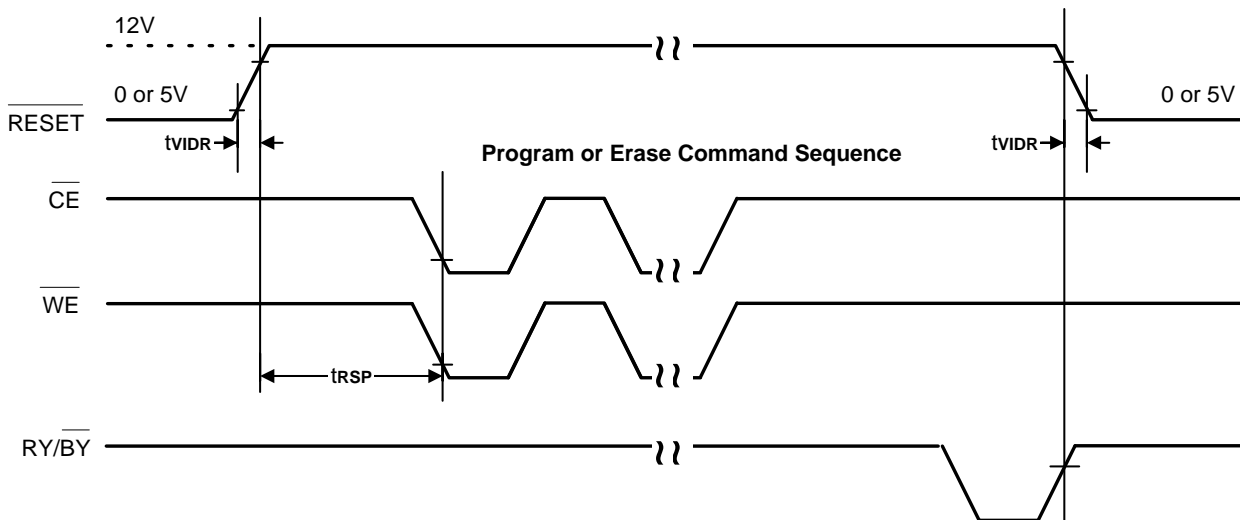 12V
0 or 5V
0 or 5V
RESET
tVIDR
tVIDR
Program or Erase Command Sequence
CE
WE
tRSP
RY/BY